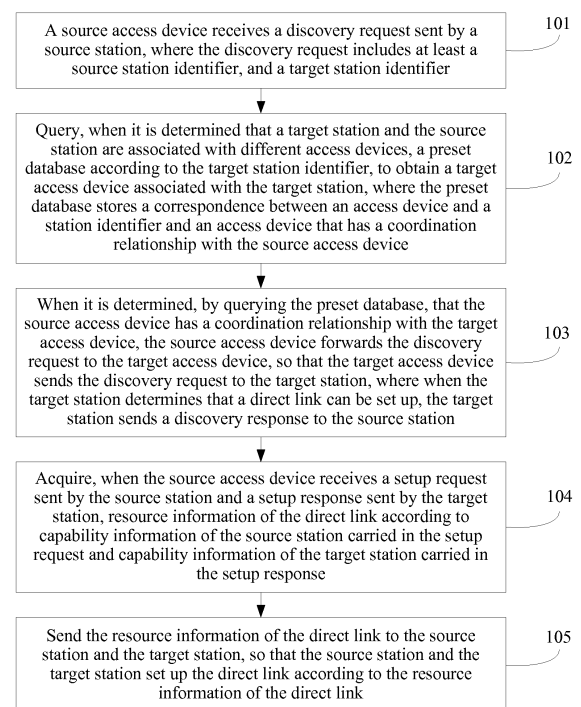 A source access device receives a discovery request sent by a
source station, where the discovery request includes at least a
source station identifier, and a target station identifier
101
Query, when it is determined that a target station and the source
station are associated with different access devices, a preset
database according to the target station identifier, to obtain a target
access device associated with the target station, where the preset
database stores a correspondence between an access device and a
station identifier and an access device that has a coordination
relationship with the source access device
102
When it is determined, by querying the preset database, that the
source access device has a coordination relationship with the target
access device, the source access device forwards the discovery
request to the target access device, so that the target access device
sends the discovery request to the target station, where when the
target station determines that a direct link can be set up, the target
station sends a discovery response to the source station
103
Acquire, when the source access device receives a setup request
sent by the source station and a setup response sent by the target
station, resource information of the direct link according to
capability information of the source station carried in the setup
request and capability information of the target station carried in
the setup response
104
Send the resource information of the direct link to the source
station and the target station, so that the source station and the
target station set up the direct link according to the resource
information of the direct link
105